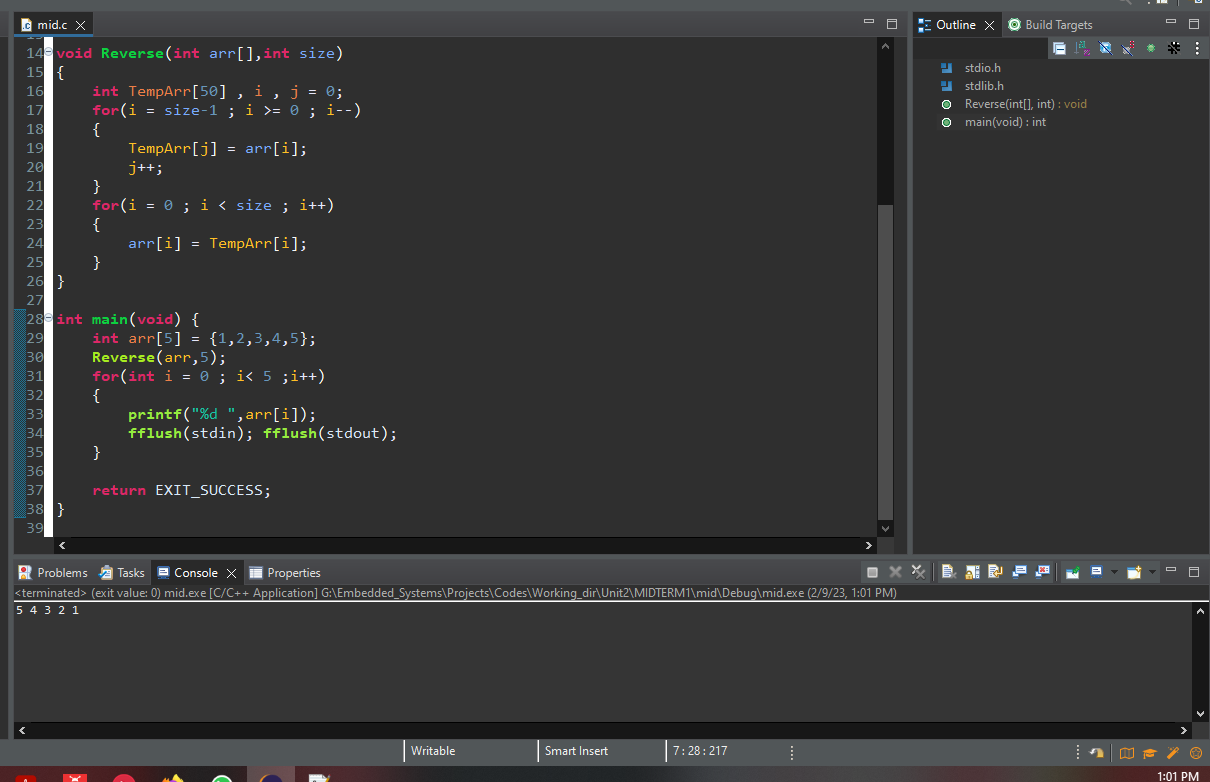 mid.c
Outline
Build Targets
14 void Reverse(int arr[],int size)
15 {
16 int TempArr[50] , i , j = 0;
17 for(i = size-1 ; i >= 0 ; i--)
18 {
19 TempArr[j] = arr[i];
20 j++;
21 }
22 for(i = 0 ; i < size ; i++)
23 {
24 arr[i] = TempArr[i];
25 }
26 }
27
28 int main(void) {
29 int arr[5] = {1,2,3,4,5};
30 Reverse(arr,5);
31 for(int i = 0 ; i< 5 ;i++)
32 {
33 printf("%d ",arr[i]);
34 fflush(stdin); fflush(stdout);
35 }
36
37 return EXIT_SUCCESS;
38 }
39
stdio.h
stdlib.h
Reverse(int[], int) : void
main(void) : int
Problems
Tasks
Console
Properties
<terminated> (exit value: 0) mid.exe [C/C++ Application] G:\Embedded_Systems\Projects\Codes\Working_dir\Unit2\MIDTERM1\mid\Debug\mid.exe (2/9/23, 1:01 PM)
5 4 3 2 1
Writable
Smart Insert
7 : 28 : 217
1:01 PM